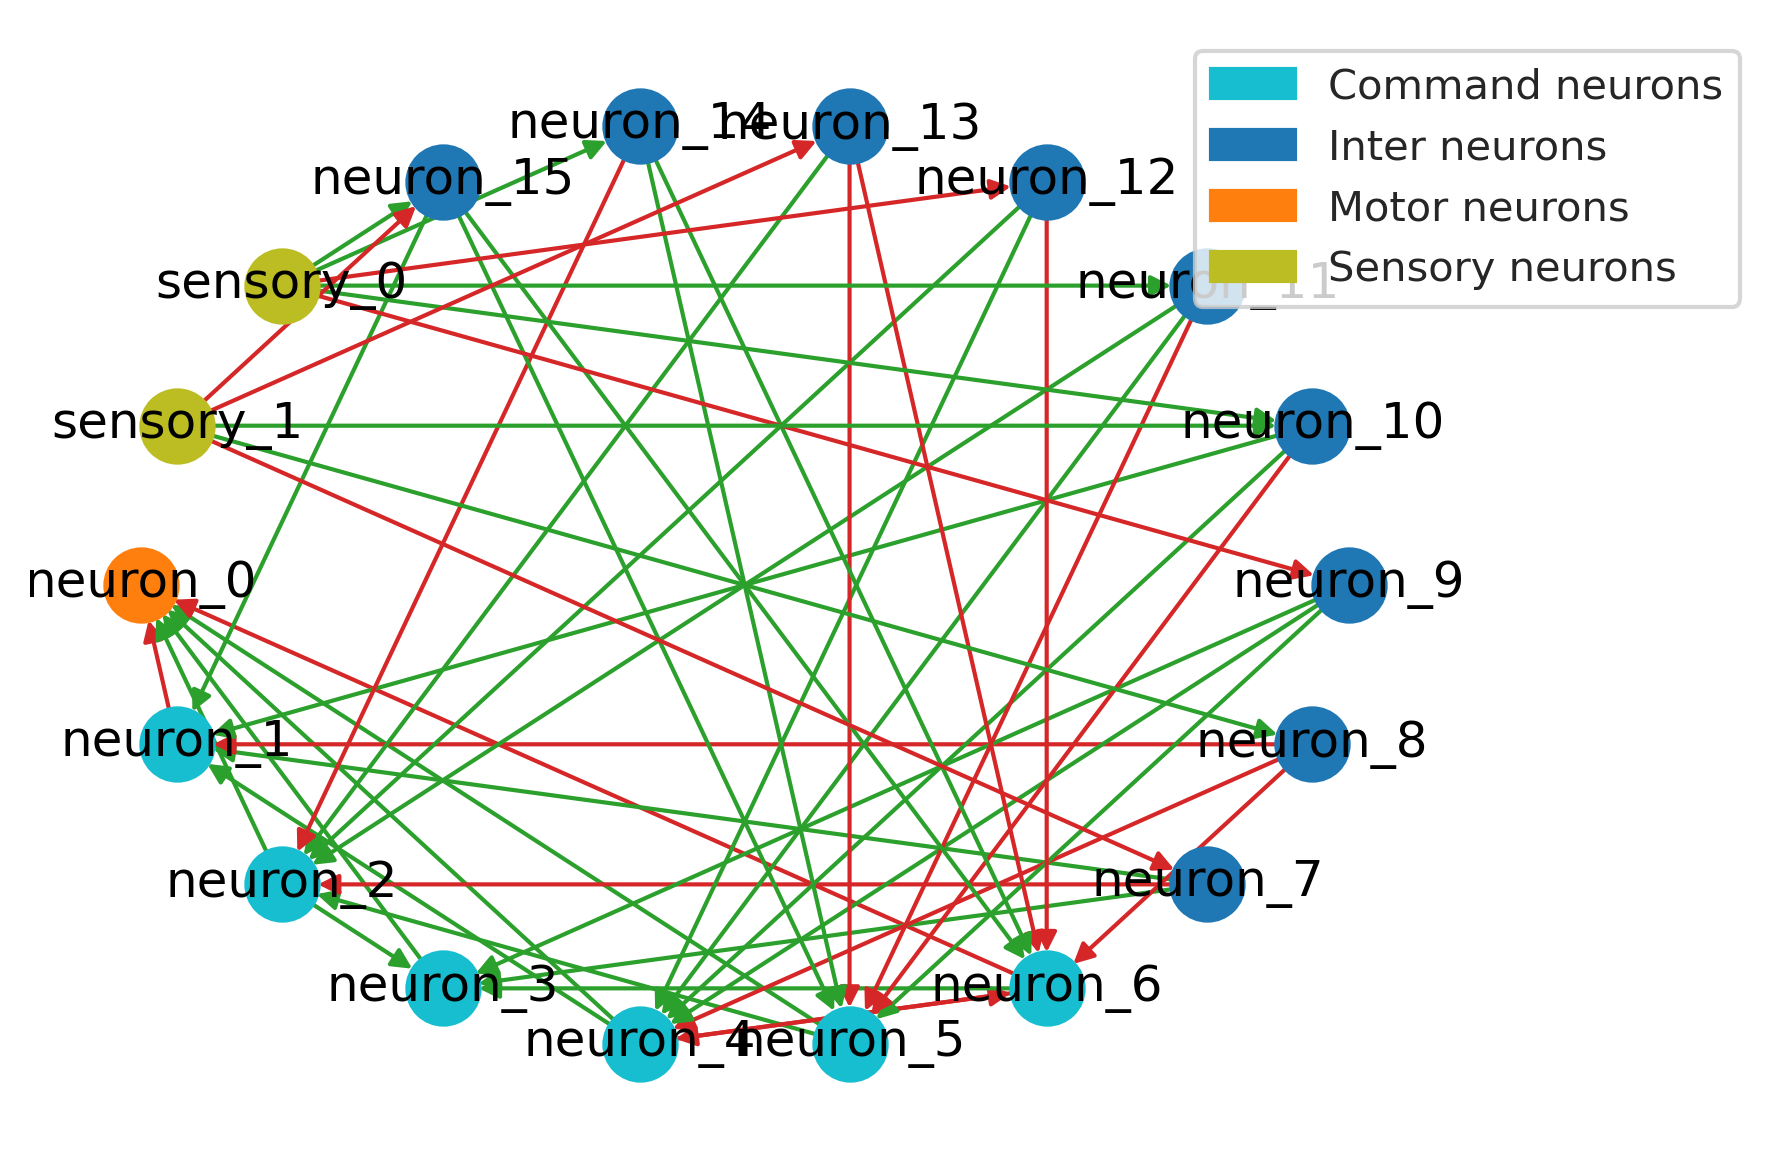 neuron_14
neuron_13
neuron_15
neuron_12
sensory_0
neuron_11
sensory_1
neuron_10
neuron_0
neuron_9
neuron_1
neuron_8
neuron_2
neuron_7
neuron_3
neuron_6
neuron_4
neuron_5
Command neurons
Inter neurons
Motor neurons
Sensory neurons